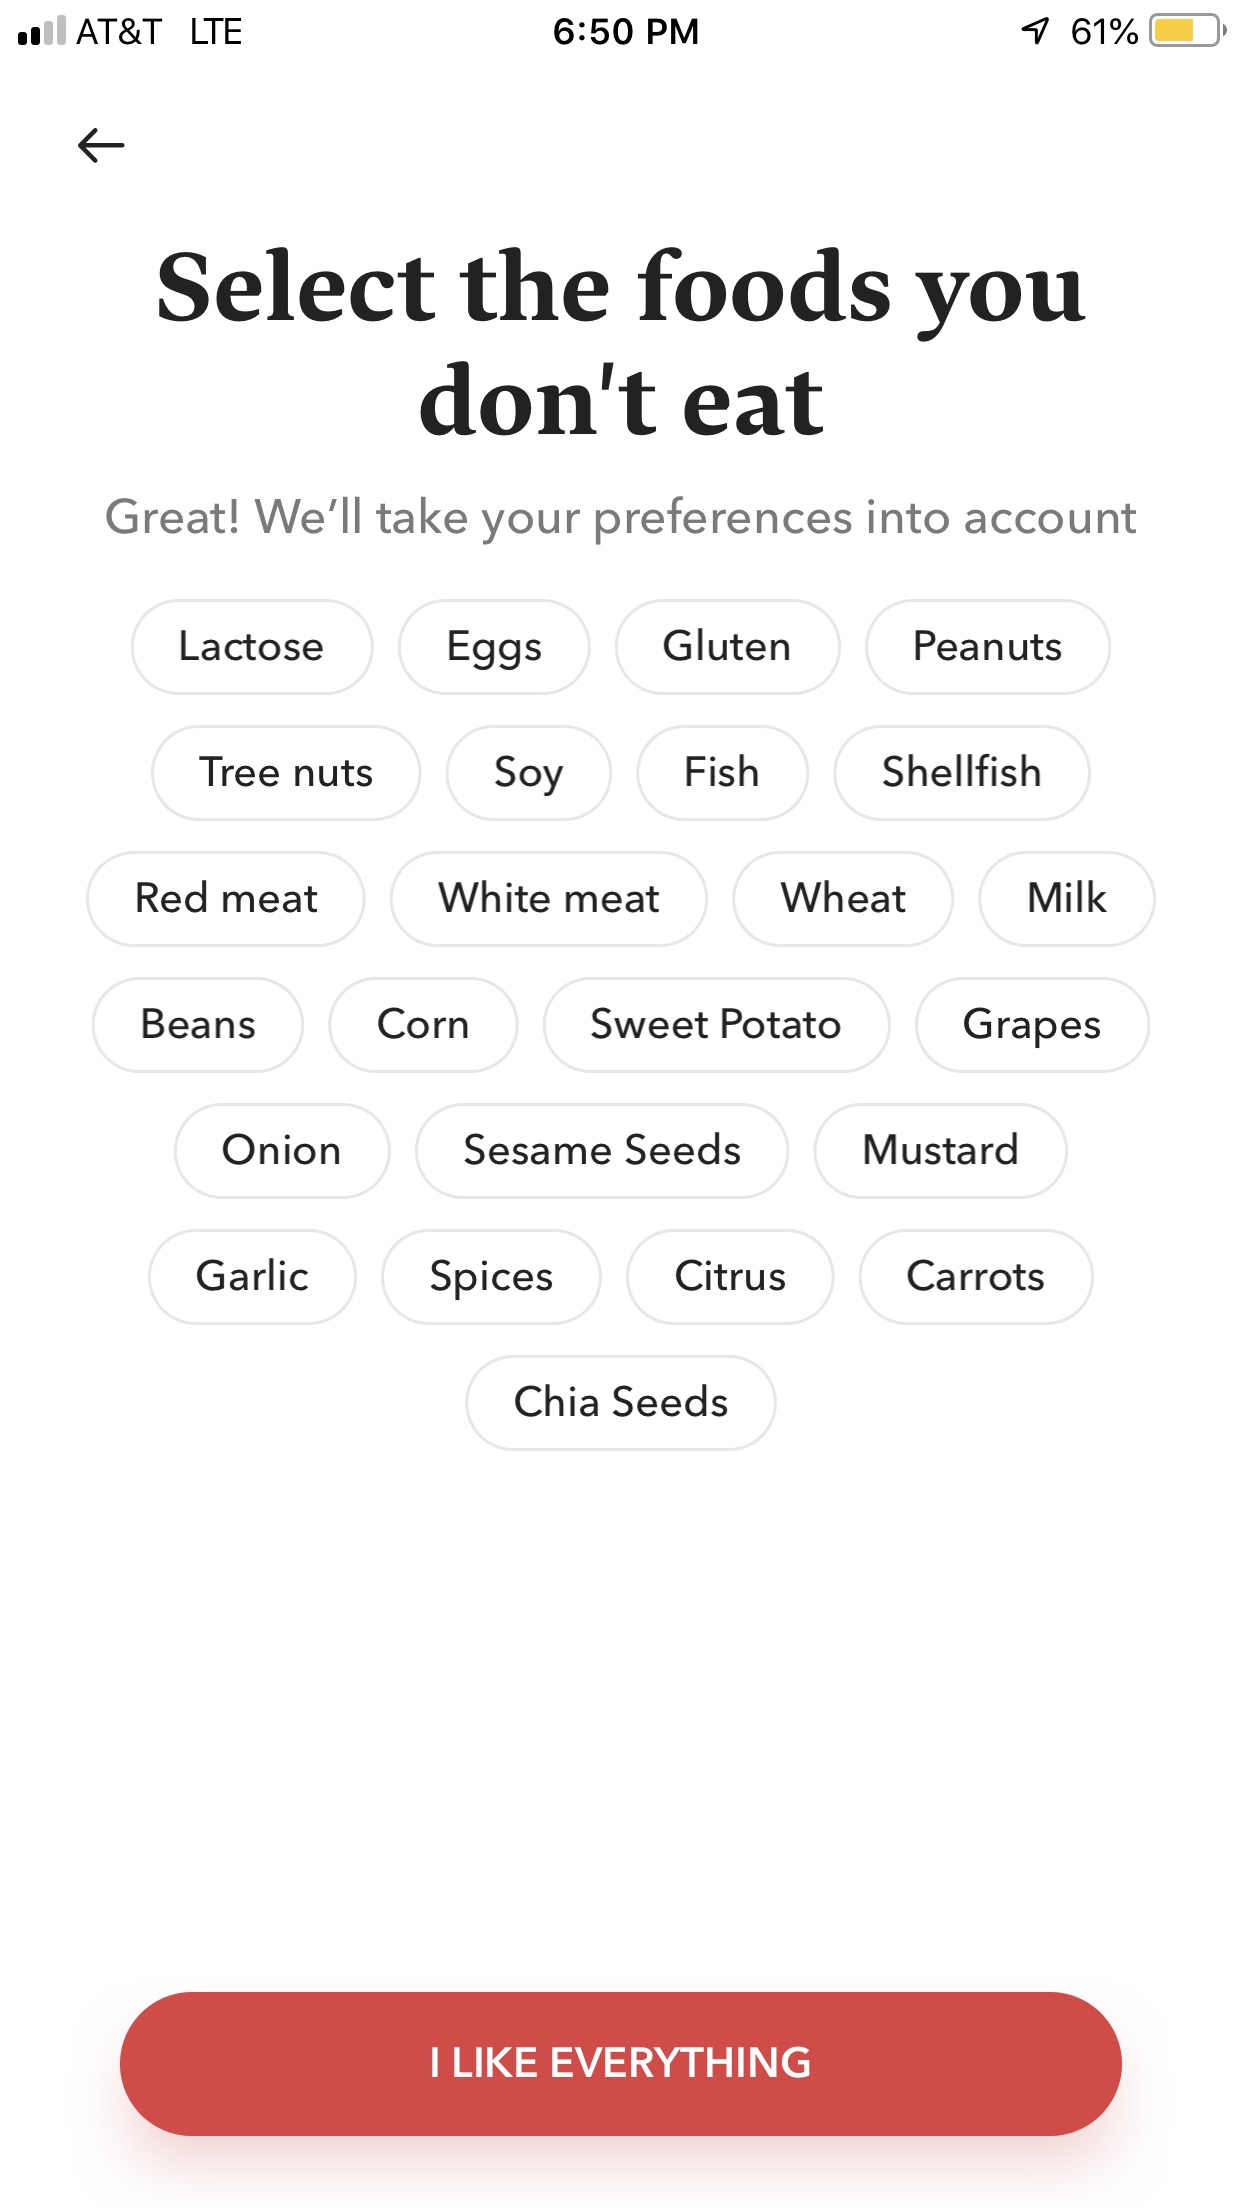 AT&T LTE 6:50 PM 61%
Select the foods you
don't eat
Great! We’ll take your preferences into account
Lactose Eggs Gluten Peanuts
Tree nuts Soy Fish Shellfish
Red meat White meat Wheat Milk
Beans Corn Sweet Potato Grapes
Onion Sesame Seeds Mustard
Garlic Spices Citrus Carrots
Chia Seeds
I LIKE EVERYTHING